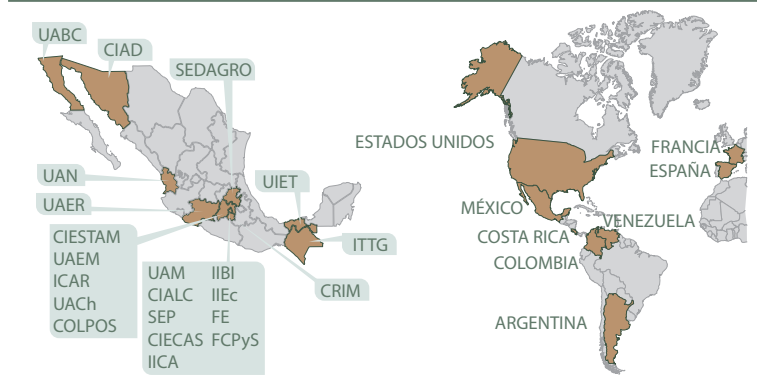 UABC
CIAD
SEDAGRO
UAN
UIET
UAER
CIESTAM
UAEM
ICAR
UACh
COLPOS
UAM IIBI
CIALC IIEc
SEP FE
CIECAS FCPyS
IICA
ITTG
CRIM
ESTADOS UNIDOS
FRANCIA
ESPAÑA
MÉXICO
VENEZUELA
COSTA RICA
COLOMBIA
ARGENTINA